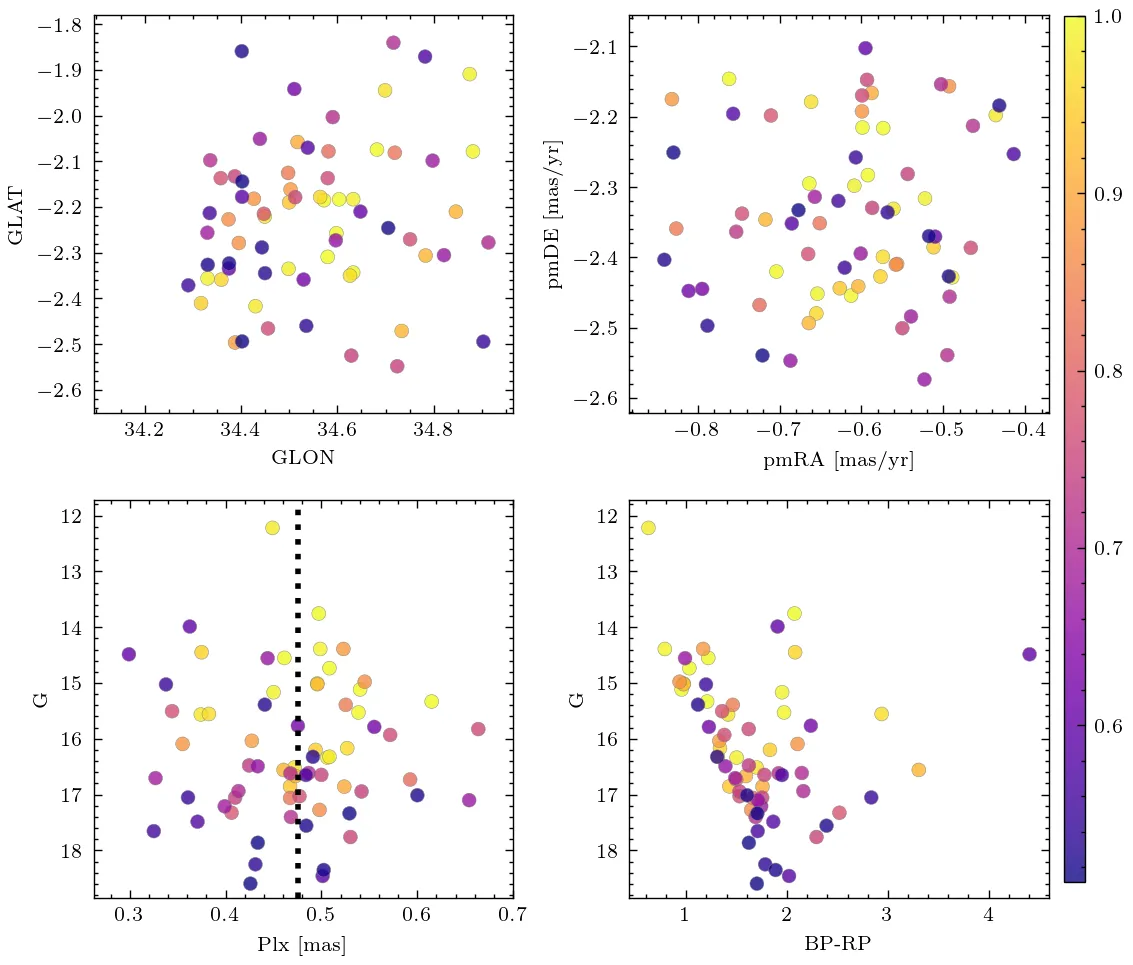 −1.8
−1.9
−2.0
−2.1
−2.2
−2.3
−2.4
−2.5
−2.6
GLAT
34.2 34.4 34.6 34.8
GLON
−2.1
−2.2
−2.3
−2.4
−2.5
−2.6
pmDE [mas/yr]
−0.8 −0.7 −0.6 −0.5 −0.4
pmRA [mas/yr]
1.0
0.9
0.8
0.7
0.6
12
13
14
15
16
17
18
G
0.3 0.4 0.5 0.6 0.7
Plx [mas]
12
13
14
15
16
17
18
G
1 2 3 4
BP-RP